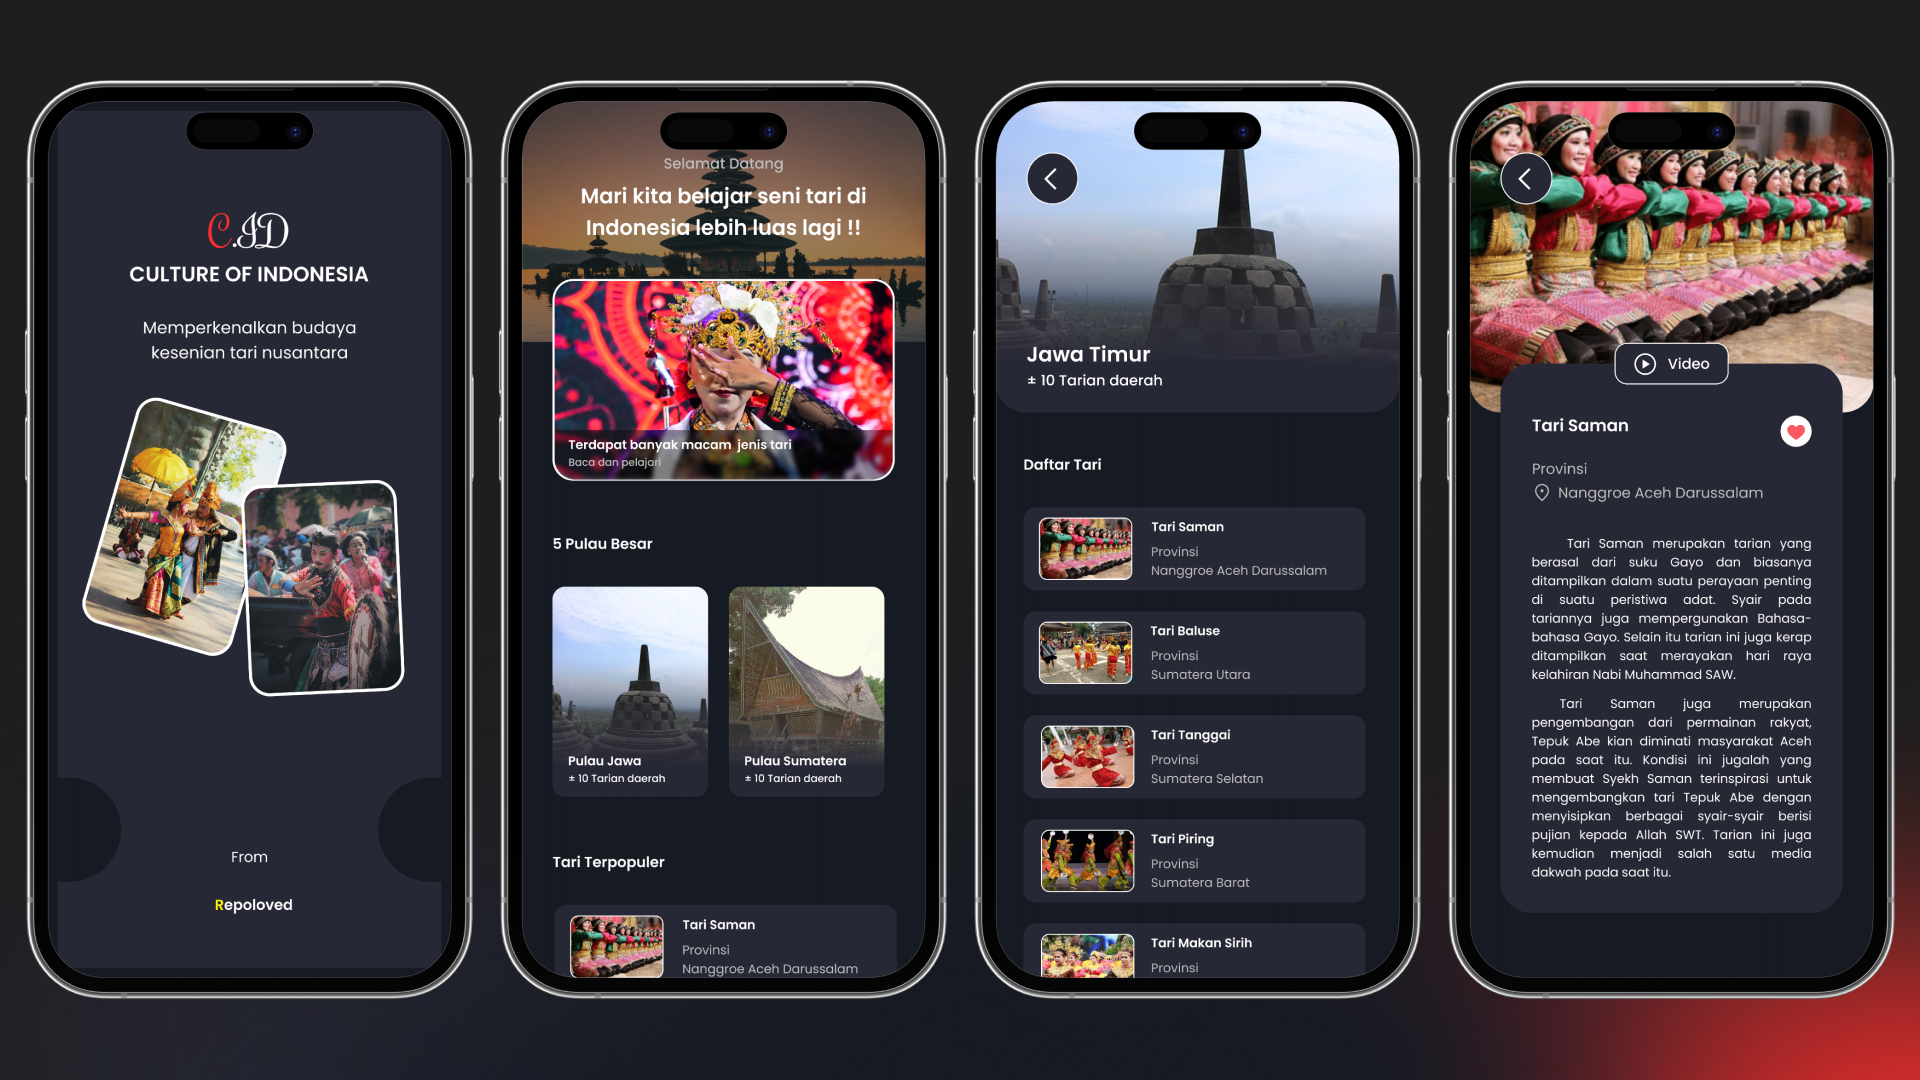 C.ID
CULTURE OF INDONESIA
Memperkenalkan budaya
kesenian tari nusantara
From
Repoloved
Selamat Datang
Mari kita belajar seni tari di
Indonesia lebih luas lagi !!
Terdapat banyak macam jenis tari
Baca dan pelajari
5 Pulau Besar
Pulau Jawa
± 10 Tarian daerah
Pulau Sumatera
± 10 Tarian daerah
Tari Terpopuler
Tari Saman
Provinsi
Nanggroe Aceh Darussalam
Jawa Timur
± 10 Tarian daerah
Daftar Tari
Tari Saman
Provinsi
Nanggroe Aceh Darussalam
Tari Baluse
Provinsi
Sumatera Utara
Tari Tanggai
Provinsi
Sumatera Selatan
Tari Piring
Provinsi
Sumatera Barat
Tari Makan Sirih
Provinsi
Video
Tari Saman
Provinsi
Nanggroe Aceh Darussalam
Tari Saman merupakan tarian yang
berasal dari suku Gayo dan biasanya
ditampilkan dalam suatu perayaan penting
di suatu peristiwa adat. Syair pada
tariannya juga mempergunakan Bahasa-
bahasa Gayo. Selain itu tarian ini juga kerap
ditampilkan saat merayakan hari raya
kelahiran Nabi Muhammad SAW.
Tari Saman juga merupakan
pengembangan dari permainan rakyat,
Tepuk Abe kian diminati masyarakat Aceh
pada saat itu. Kondisi ini jugalah yang
membuat Syekh Saman terinspirasi untuk
mengembangkan tari Tepuk Abe dengan
menyisipkan berbagai syair-syair berisi
pujian kepada Allah SWT. Tarian ini juga
kemudian menjadi salah satu media
dakwah pada saat itu.